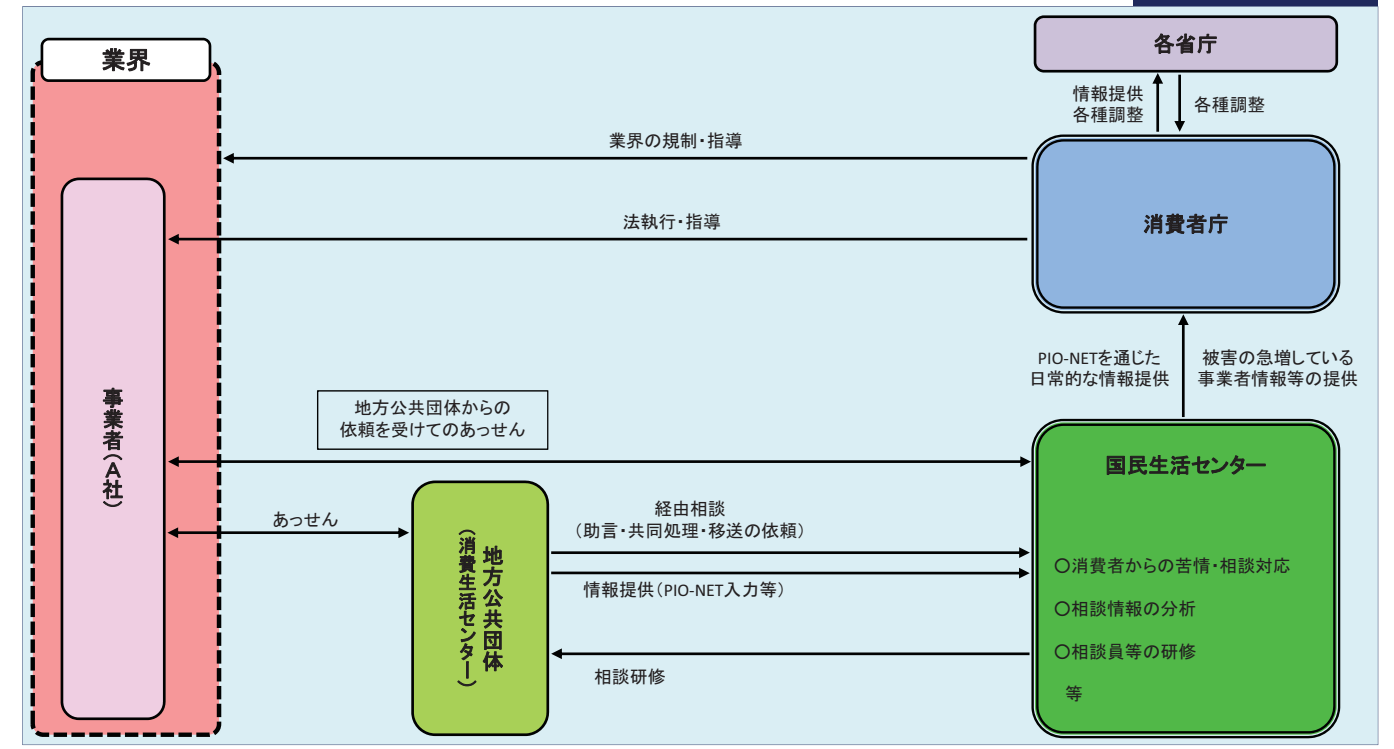 業界
各省庁
情報提供
各種調整
各種調整
業界の規制・指導
法執行・指導
消費者庁
PIO-NETを通じた
日常的な情報提供
被害の急増している
事業者情報等の提供
事業者（A社）
地方公共団体からの
依頼を受けてのあっせん
国民生活センター
あっせん
地方公共団体
（消費生活センター）
経由相談
（助言・共同処理・移送の依頼）
情報提供（PIO-NET入力等）
相談研修
〇消費者からの苦情・相談対応
〇相談情報の分析
〇相談員等の研修
等